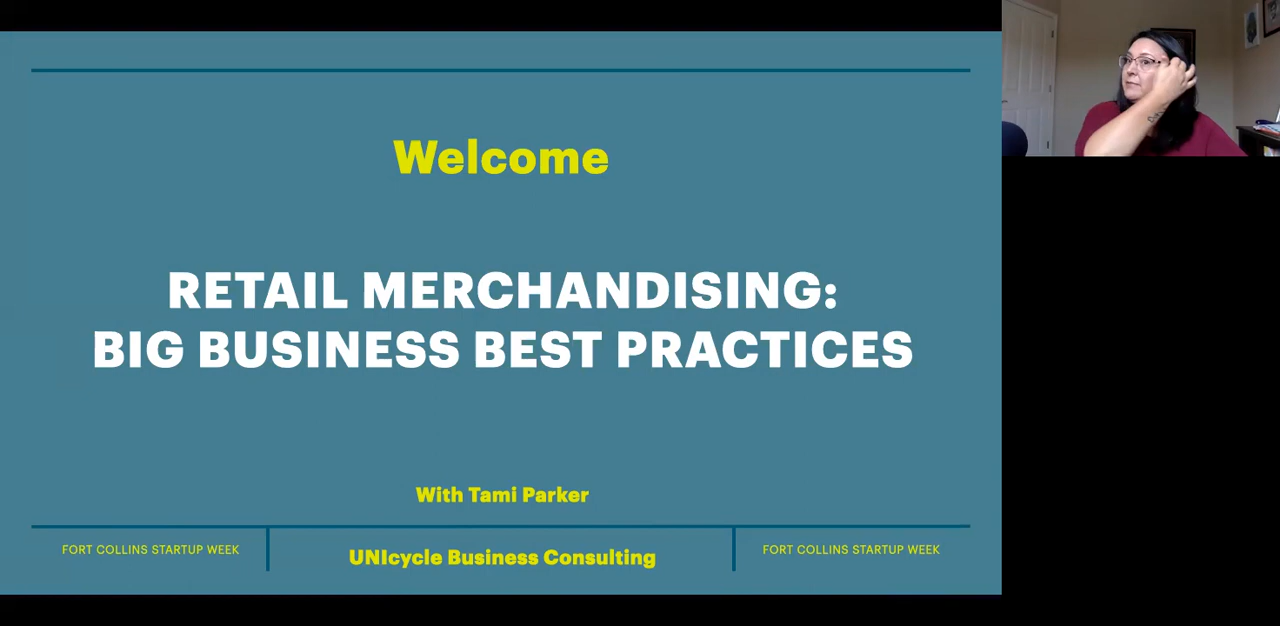 Welcome
RETAIL MERCHANDISING:
BIG BUSINESS BEST PRACTICES
With Tami Parker
FORT COLLINS STARTUP WEEK
UNIcycle Business Consulting
FORT COLLINS STARTUP WEEK